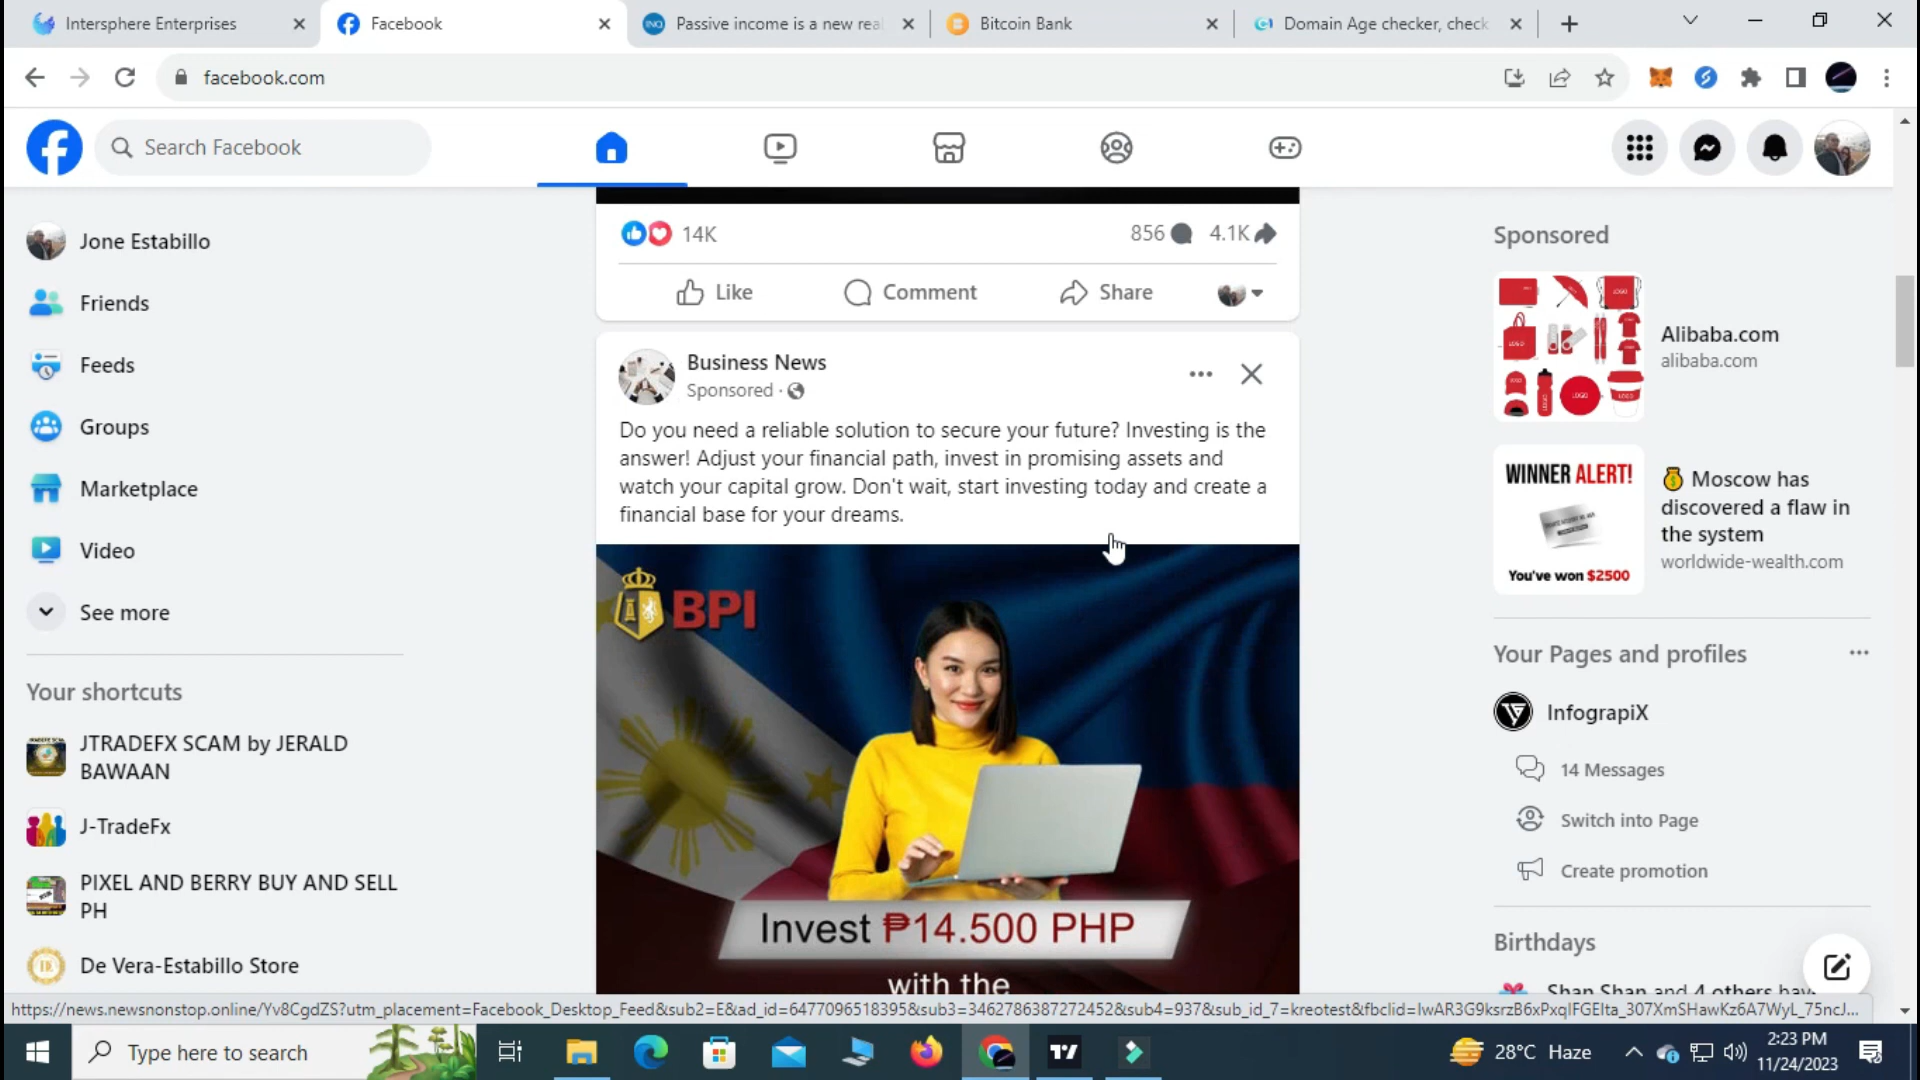 Intersphere Enterprises
Facebook
Passive income is a new real
Bitcoin Bank
Domain Age checker, check
facebook.com
Search Facebook
Jone Estabillo
Friends
Feeds
Groups
Marketplace
Video
See more
Your shortcuts
JTRADEFX SCAM by JERALD
BAWAAN
J-TradeFx
PIXEL AND BERRY BUY AND SELL
PH
De Vera-Estabillo Store
14K
856
4.1K
Like
Comment
Share
Business News
Sponsored ·
Do you need a reliable solution to secure your future? Investing is the
answer! Adjust your financial path, invest in promising assets and
watch your capital grow. Don't wait, start investing today and create a
financial base for your dreams.
BPI
Invest ₱14.500 PHP
with the
Sponsored
LOGO
Alibaba.com
alibaba.com
WINNER ALERT!
You've won $2500
💰 Moscow has
discovered a flaw in
the system
worldwide-wealth.com
Your Pages and profiles
InfograpiX
14 Messages
Switch into Page
Create promotion
Birthdays
Shan Shan and 4 others hav
https://news.newsnonstop.online/Yv8CgdZS?utm_placement=Facebook_Desktop_Feed&sub2=E&ad_id=6477096518395&sub3=3462786387272452&sub4=937&sub_id_7=kreotest&fbclid=IwAR3G9ksrzB6xPxqIFGElta_307XmSHawKz6A7WyL_75ncJ...
Type here to search
28°C Haze
2:23 PM
11/24/2023